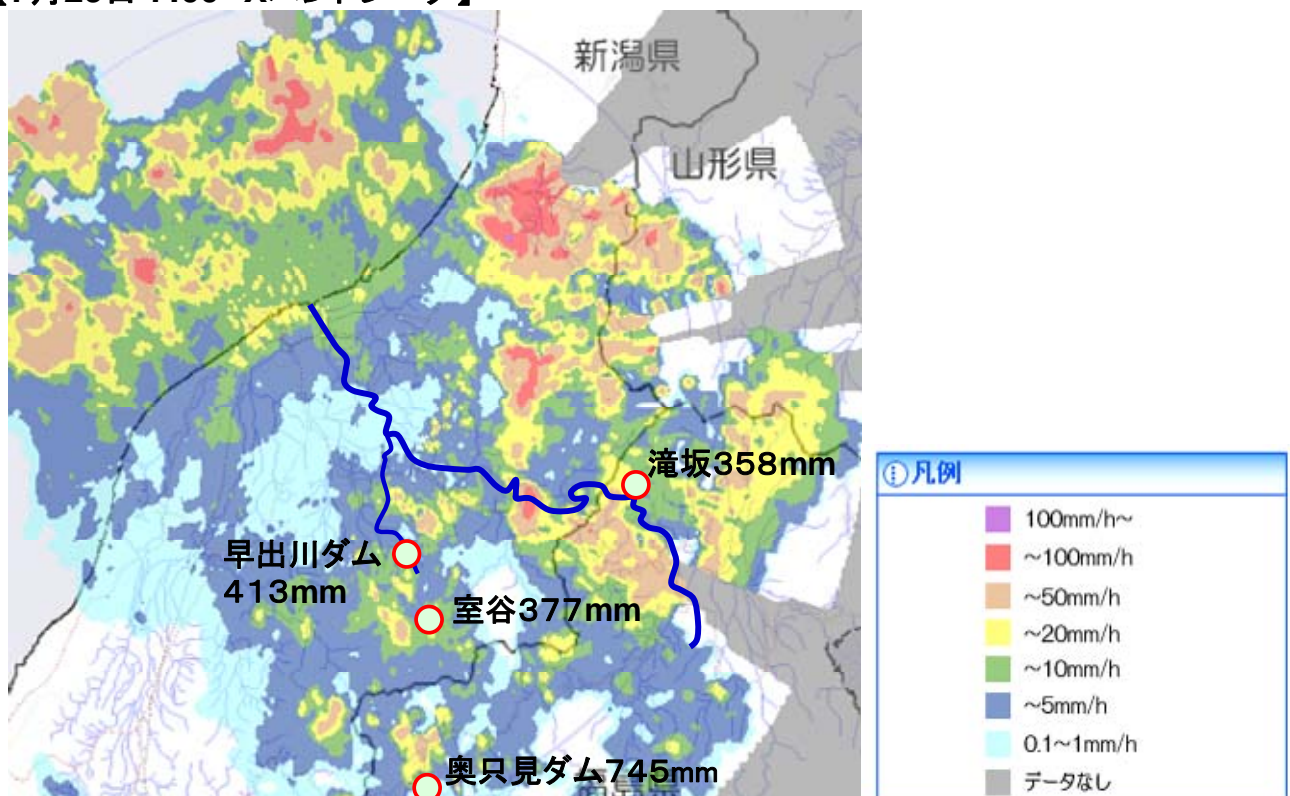 新潟県
山形県
滝坂358mm
早出川ダム
413mm
室谷377mm
奥只見ダム745mm
凡例
100mm/h~
~100mm/h
~50mm/h
~20mm/h
~10mm/h
~5mm/h
0.1~1mm/h
データなし